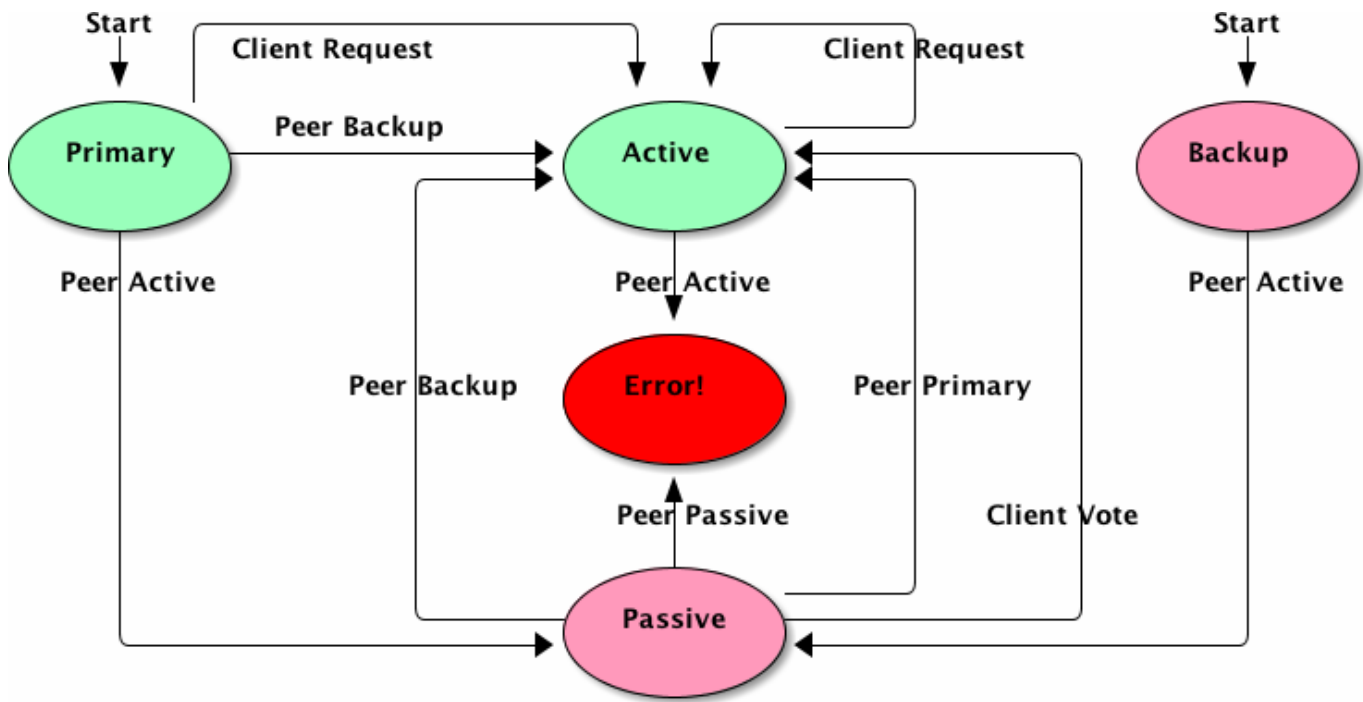 Start
Start
Client Request
Client Request
Peer Backup
Primary
Active
Backup
Peer Active
Peer Active
Peer Active
Peer Backup
Error!
Peer Primary
Peer Passive
Client Vote
Passive